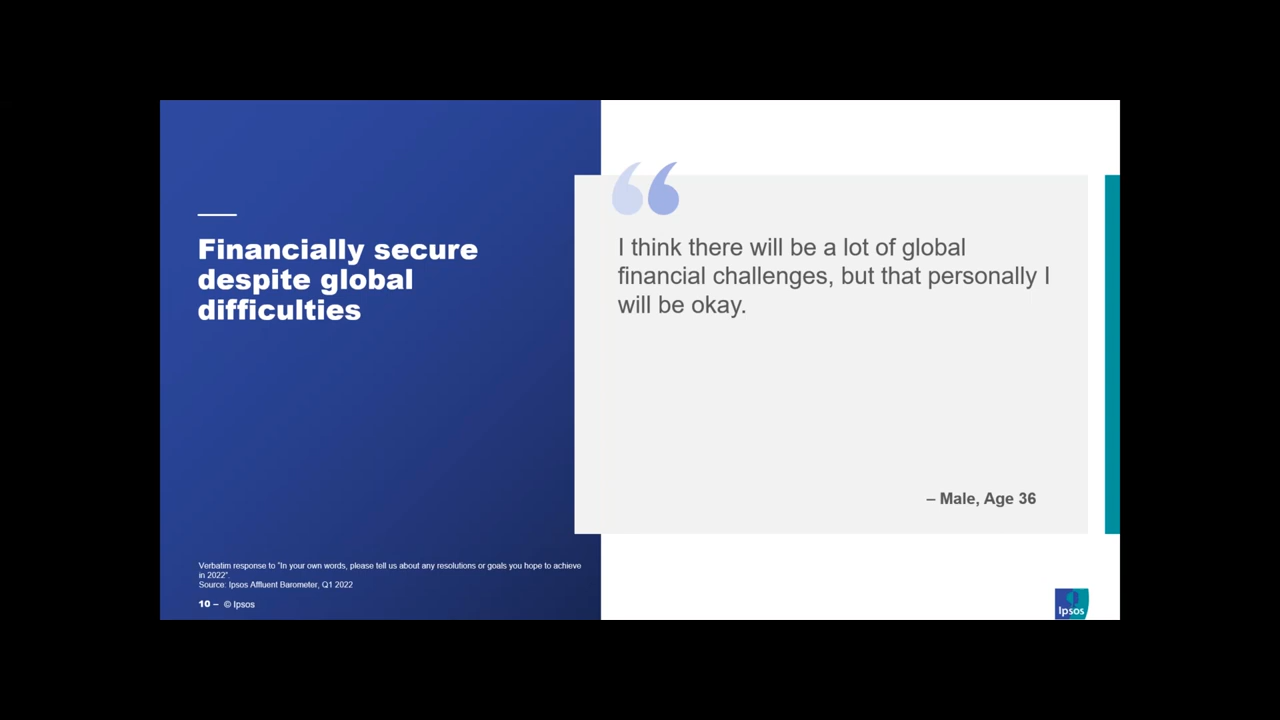 Financially secure
despite global
difficulties
“
I think there will be a lot of global
financial challenges, but that personally I
will be okay.
– Male, Age 36
Verbatim response to “In your own words, please tell us about any resolutions or goals you hope to achieve
in 2022”.
Source: Ipsos Affluent Barometer, Q1 2022
10 – © Ipsos
Ipsos